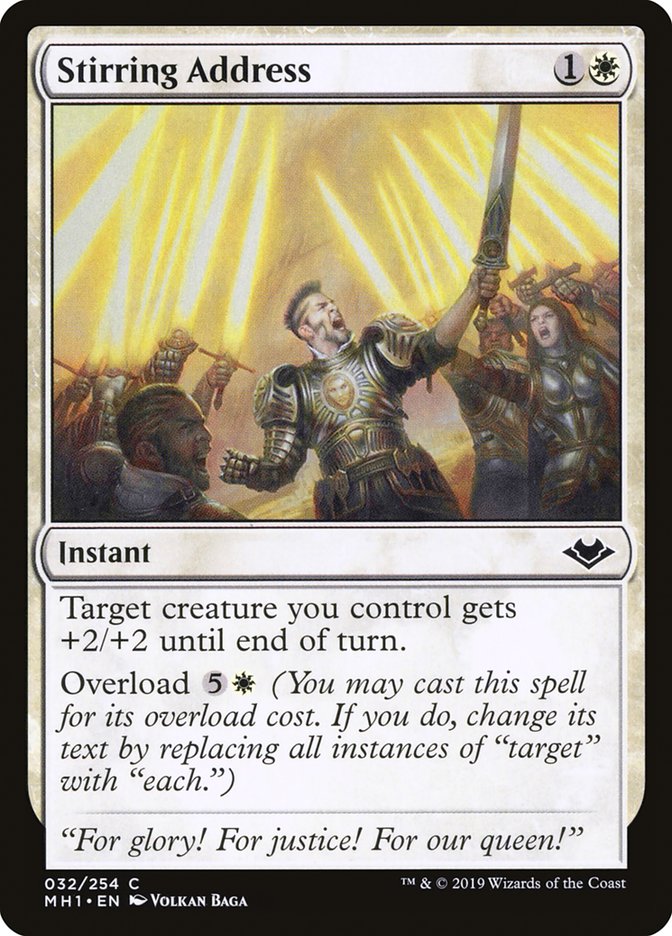 Stirring Address 1
Instant
Target creature you control gets
+2/+2 until end of turn.
Overload 5 (You may cast this spell
for its overload cost. If you do, change its
text by replacing all instances of “target”
with “each.”)
“For glory! For justice! For our queen!”
032/254 C
MH1 • EN VOLKAN BAGA
™ & © 2019 Wizards of the Coast